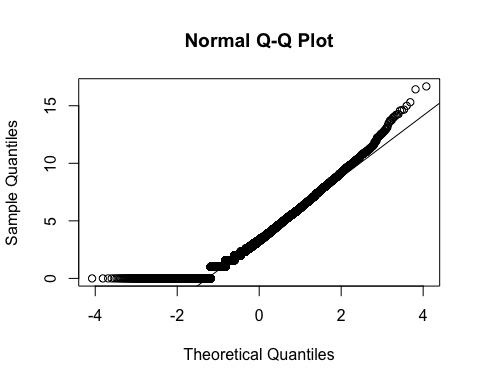 Normal Q-Q Plot
Sample Quantiles
15
10
5
0
-4 -2 0 2 4
Theoretical Quantiles